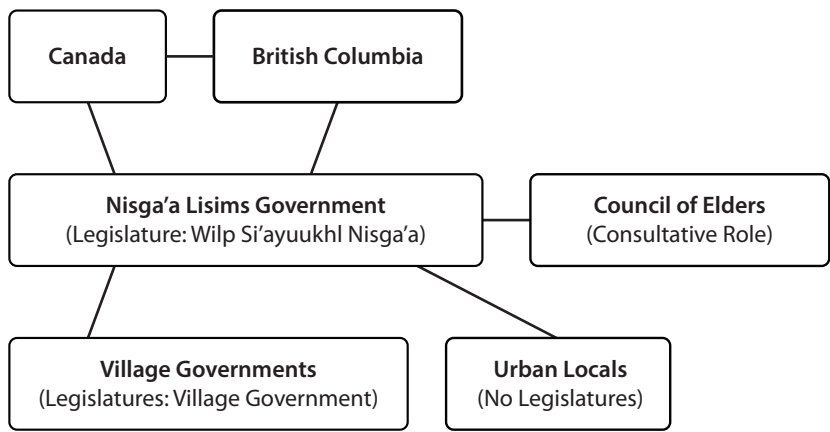 Canada
British Columbia
Nisga’a Lisims Government
(Legislature: Wilp Si’ayuukhl Nisga’a)
Council of Elders
(Consultative Role)
Village Governments
(Legislatures: Village Government)
Urban Locals
(No Legislatures)